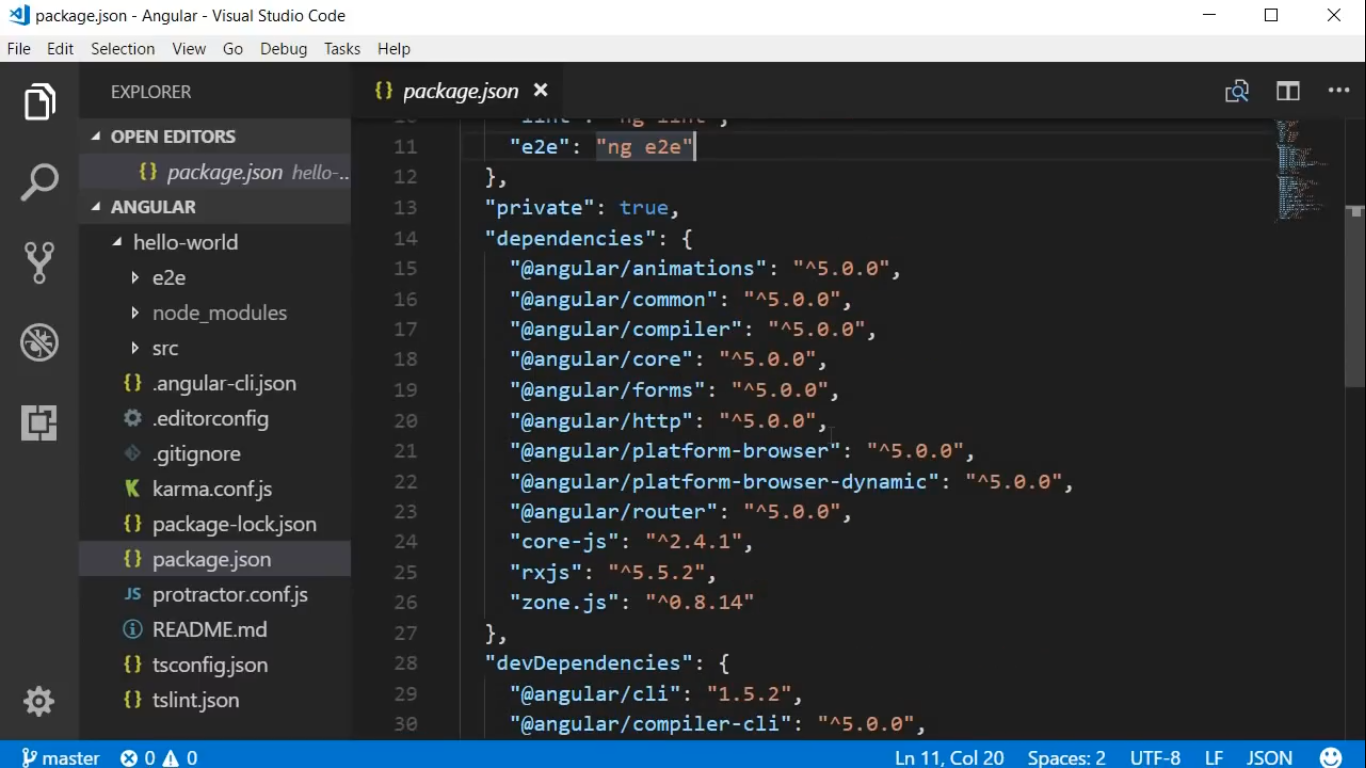 package.json - Angular - Visual Studio Code
File Edit Selection View Go Debug Tasks Help
EXPLORER
OPEN EDITORS
{} package.json hello-...
ANGULAR
hello-world
e2e
node_modules
src
{} .angular-cli.json
.editorconfig
.gitignore
karma.conf.js
{} package-lock.json
{} package.json
JS protractor.conf.js
README.md
{} tsconfig.json
{} tslint.json
{} package.json
10 "lint": "ng lint",
11 "e2e": "ng e2e"
12 },
13 "private": true,
14 "dependencies": {
15 "@angular/animations": "^5.0.0",
16 "@angular/common": "^5.0.0",
17 "@angular/compiler": "^5.0.0",
18 "@angular/core": "^5.0.0",
19 "@angular/forms": "^5.0.0",
20 "@angular/http": "^5.0.0",
21 "@angular/platform-browser": "^5.0.0",
22 "@angular/platform-browser-dynamic": "^5.0.0",
23 "@angular/router": "^5.0.0",
24 "core-js": "^2.4.1",
25 "rxjs": "^5.5.2",
26 "zone.js": "^0.8.14"
27 },
28 "devDependencies": {
29 "@angular/cli": "1.5.2",
30 "@angular/compiler-cli": "^5.0.0",
master 0 0 Ln 11, Col 20 Spaces: 2 UTF-8 LF JSON